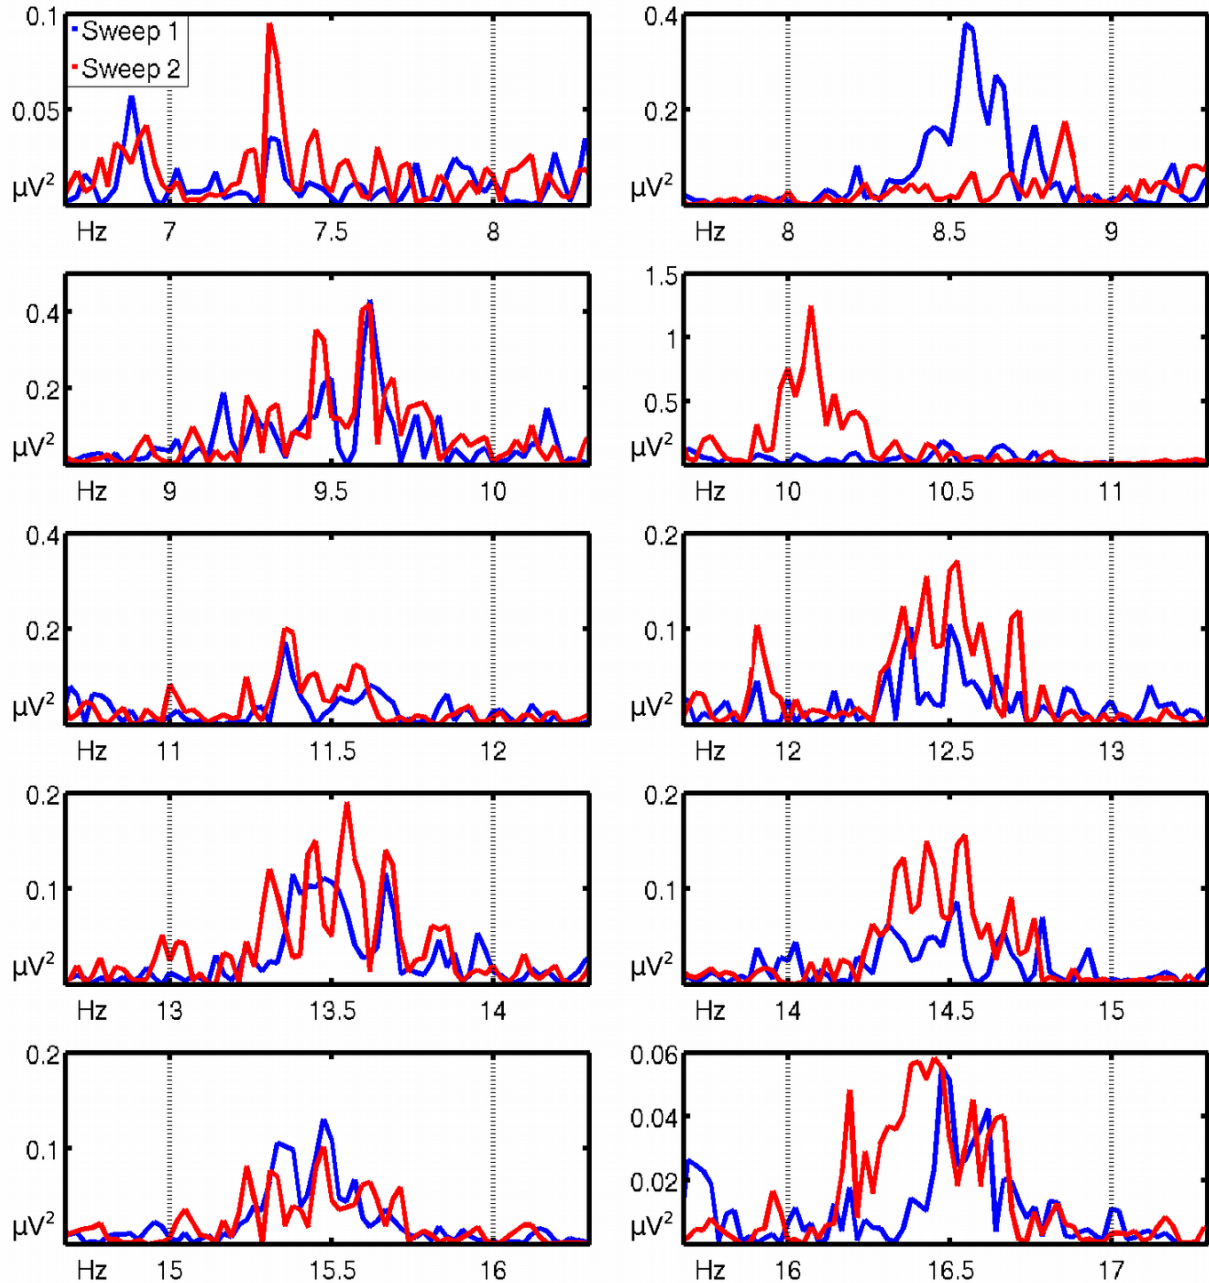 0.1
Sweep 1
Sweep 2
0.05
µV²
Hz 7 7.5 8
0.4
0.2
µV²
Hz 8 8.5 9
0.4
0.2
µV²
Hz 9 9.5 10
1.5
1
0.5
µV²
Hz 10 10.5 11
0.4
0.2
µV²
Hz 11 11.5 12
0.2
0.1
µV²
Hz 12 12.5 13
0.2
0.1
µV²
Hz 13 13.5 14
0.2
0.1
µV²
Hz 14 14.5 15
0.2
0.1
µV²
Hz 15 15.5 16
0.06
0.04
0.02
µV²
Hz 16 16.5 17